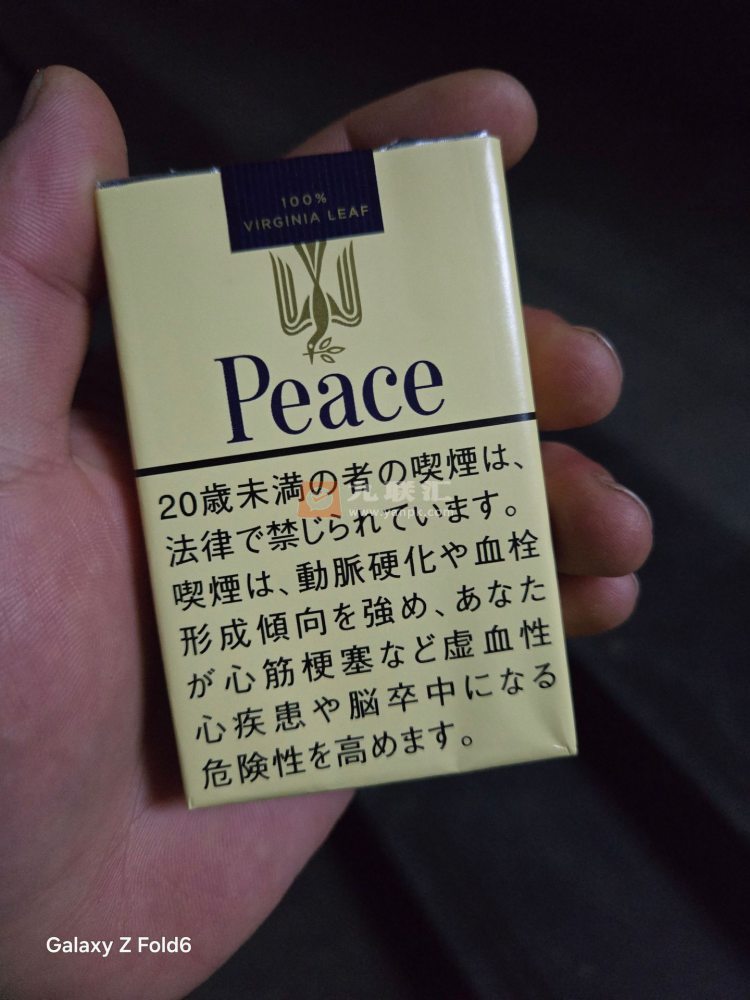 100%
VIRGINIA LEAF
Peace
20歳未満の者の喫煙は、
法律で禁じられています。
喫煙は、動脈硬化や血栓
形成傾向を強め、あなた
が心筋梗塞など虚血性
心疾患や脳卒中になる
危険性を高めます。
Galaxy Z Fold6